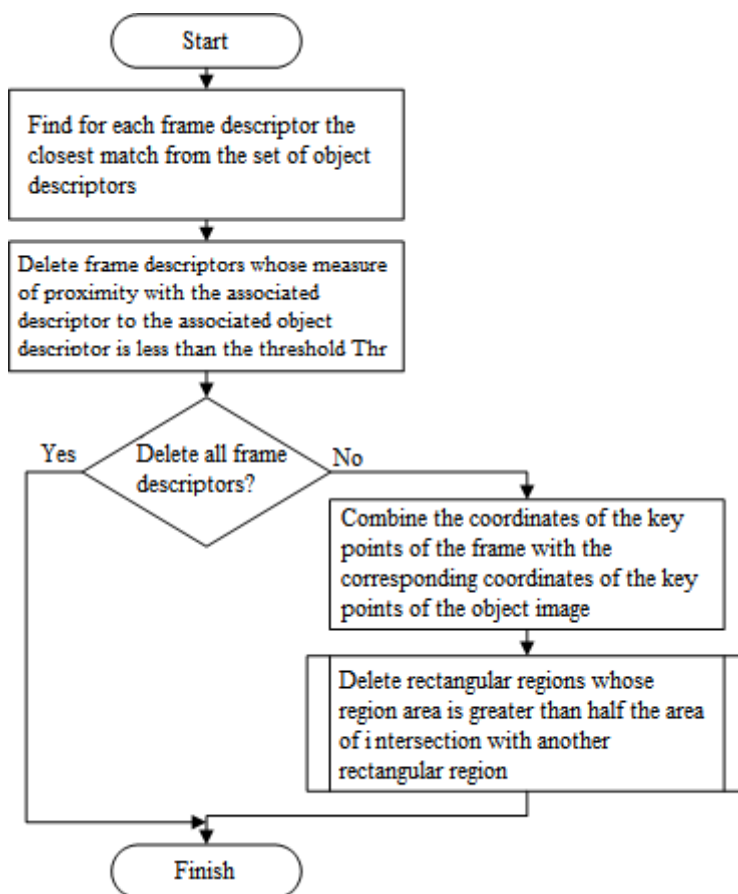 Start
Find for each frame descriptor the
closest match from the set of object
descriptors
Delete frame descriptors whose measure
of proximity with the associated
descriptor to the associated object
descriptor is less than the threshold Thr
Yes
Delete all frame
descriptors?
No
Combine the coordinates of the key
points of the frame with the
corresponding coordinates of the key
points of the object image
Delete rectangular regions whose
region area is greater than half the area
of intersection with another
rectangular region
Finish